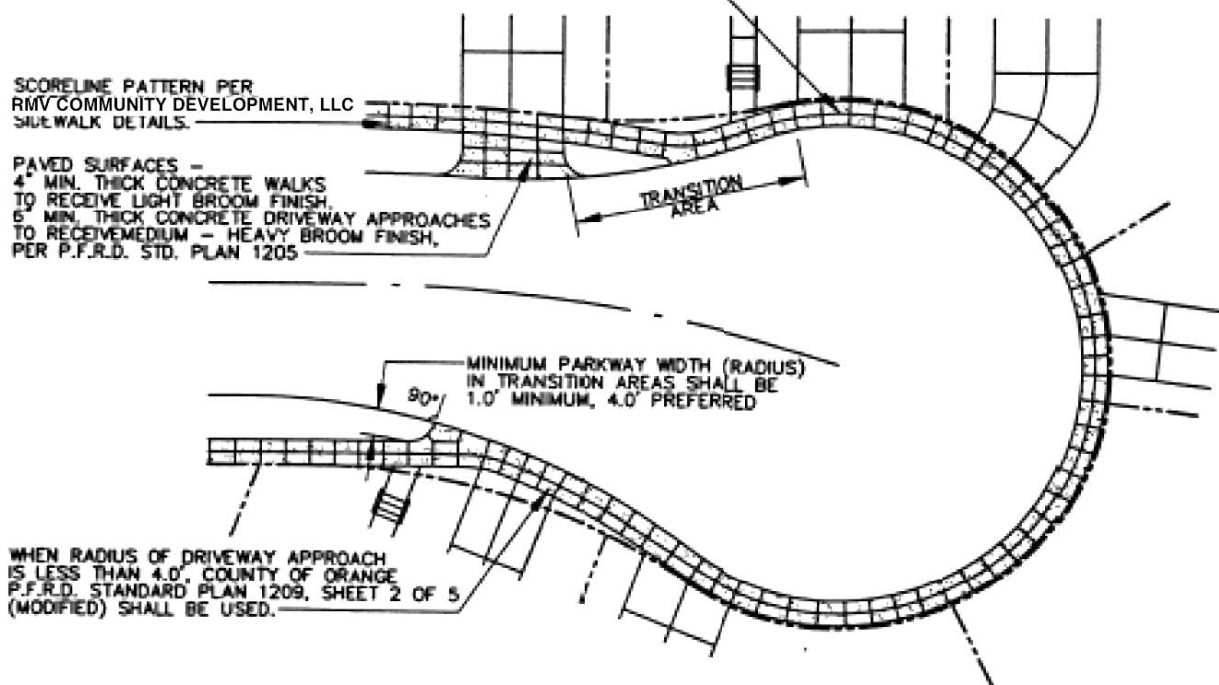 SCORELINE PATTERN PER
RMV COMMUNITY DEVELOPMENT, LLC
SIDEWALK DETAILS.
PAVED SURFACES –
4" MIN. THICK CONCRETE WALKS
TO RECEIVE LIGHT BROOM FINISH.
6" MIN. THICK CONCRETE DRIVEWAY APPROACHES
TO RECEIVEMEDIUM – HEAVY BROOM FINISH,
PER P.F.R.D. STD. PLAN 1205
TRANSITION
AREA
MINIMUM PARKWAY WIDTH (RADIUS)
IN TRANSITION AREAS SHALL BE
1.0' MINIMUM, 4.0' PREFERRED
90°
WHEN RADIUS OF DRIVEWAY APPROACH
IS LESS THAN 4.0', COUNTY OF ORANGE
P.F.R.D. STANDARD PLAN 1209, SHEET 2 OF 5
(MODIFIED) SHALL BE USED.